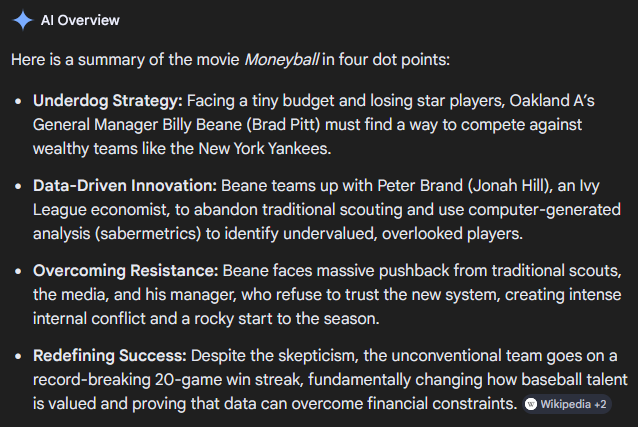 AI Overview
Here is a summary of the movie Moneyball in four dot points:
• Underdog Strategy: Facing a tiny budget and losing star players, Oakland A’s
General Manager Billy Beane (Brad Pitt) must find a way to compete against
wealthy teams like the New York Yankees.
• Data-Driven Innovation: Beane teams up with Peter Brand (Jonah Hill), an Ivy
League economist, to abandon traditional scouting and use computer-generated
analysis (sabermetrics) to identify undervalued, overlooked players.
• Overcoming Resistance: Beane faces massive pushback from traditional scouts,
the media, and his manager, who refuse to trust the new system, creating intense
internal conflict and a rocky start to the season.
• Redefining Success: Despite the skepticism, the unconventional team goes on a
record-breaking 20-game win streak, fundamentally changing how baseball talent
is valued and proving that data can overcome financial constraints. W Wikipedia +2